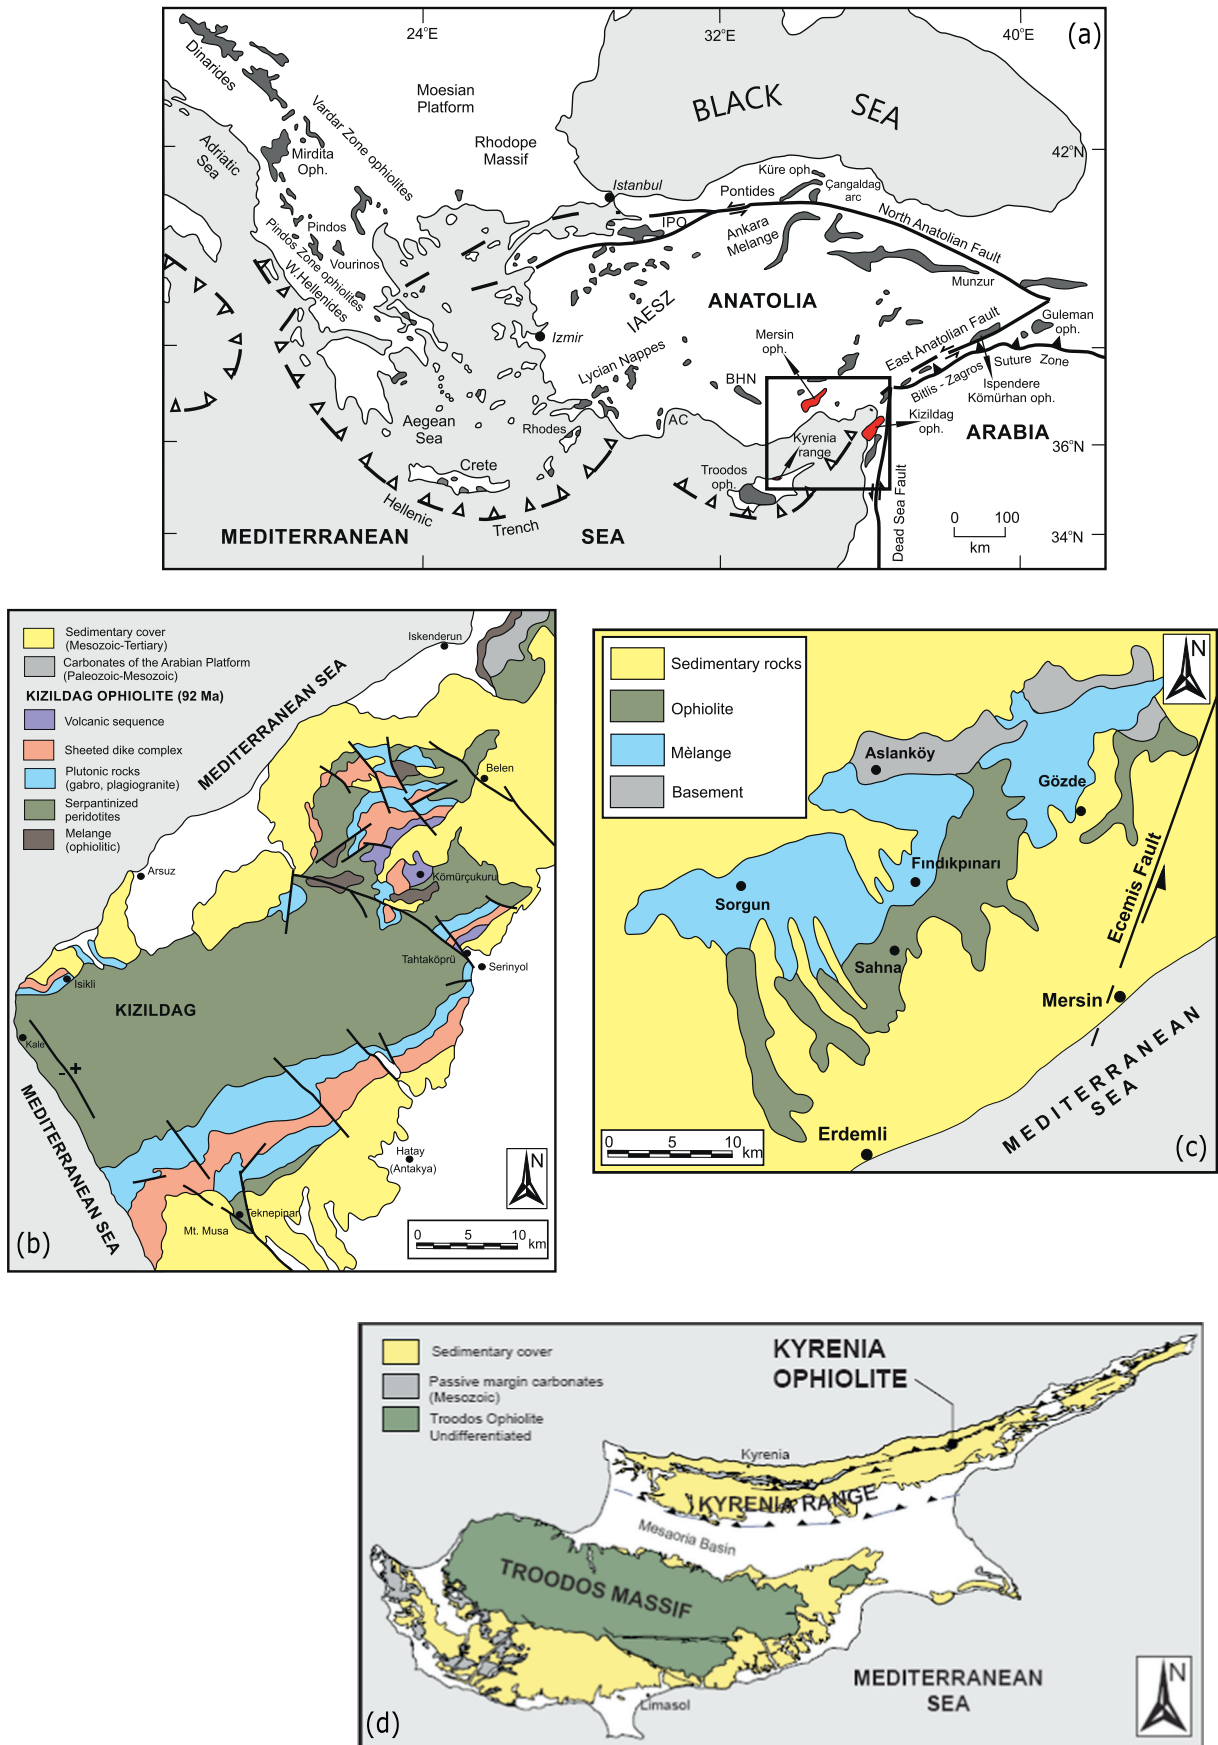 24°E
32°E
40°E
(a)
Dinarides
Moesian
Platform
BLACK SEA
Vardar Zone ophiolites
Rhodope
Massif
Adriatic
Sea
Mirdita
Oph.
42°N
Küre oph.
Istanbul
Pontides
Çangaldag
arc
IPO
Ankara
Melange
North Anatolian Fault
Pindos
Pindos Zone ophiolites
Vourinos
W.Hellenides
Munzur
IAESZ
ANATOLIA
Izmir
Mersin
oph.
East Anatolian Fault
Guleman
oph.
Lycian Nappes
Bitlis - Zagros Suture Zone
BHN
Ispendere
Kömürhan oph.
Aegean
Sea
Rhodes
AC
Kizildag
oph.
ARABIA
Kyrenia
range
36°N
Crete
Troodos
oph.
Hellenic
Trench
Dead Sea Fault
MEDITERRANEAN SEA
0 100
km
34°N
Sedimentary cover
(Mesozoic-Tertiary)
Carbonates of the Arabian Platform
(Paleozoic-Mesozoic)
KIZILDAG OPHIOLITE (92 Ma)
Volcanic sequence
Sheeted dike complex
Plutonic rocks
(gabro, plagiogranite)
Serpantinized
peridotites
Melange
(ophiolitic)
Iskenderun
MEDITERRANEAN SEA
Belen
Arsuz
Kömürçukuru
Tahtaköprü
Serinyol
Isikli
KIZILDAG
Kale
- +
MEDITERRANEAN SEA
Hatay
(Antakya)
N
Teknepinar
Mt. Musa
0 5 10
km
(b)
Sedimentary rocks
Ophiolite
Mèlange
Basement
N
Aslanköy
Gözde
Fındıkpınarı
Sorgun
Ecemis Fault
Sahna
Mersin
MEDITERRANEAN
SEA
Erdemli
0 5 10
km
(c)
Sedimentary cover
Passive margin carbonates
(Mesozoic)
Troodos Ophiolite
Undifferentiated
KYRENIA
OPHIOLITE
Kyrenia
KYRENIA RANGE
Mesaoria Basin
TROODOS MASSIF
MEDITERRANEAN
SEA
Limasol
N
(d)